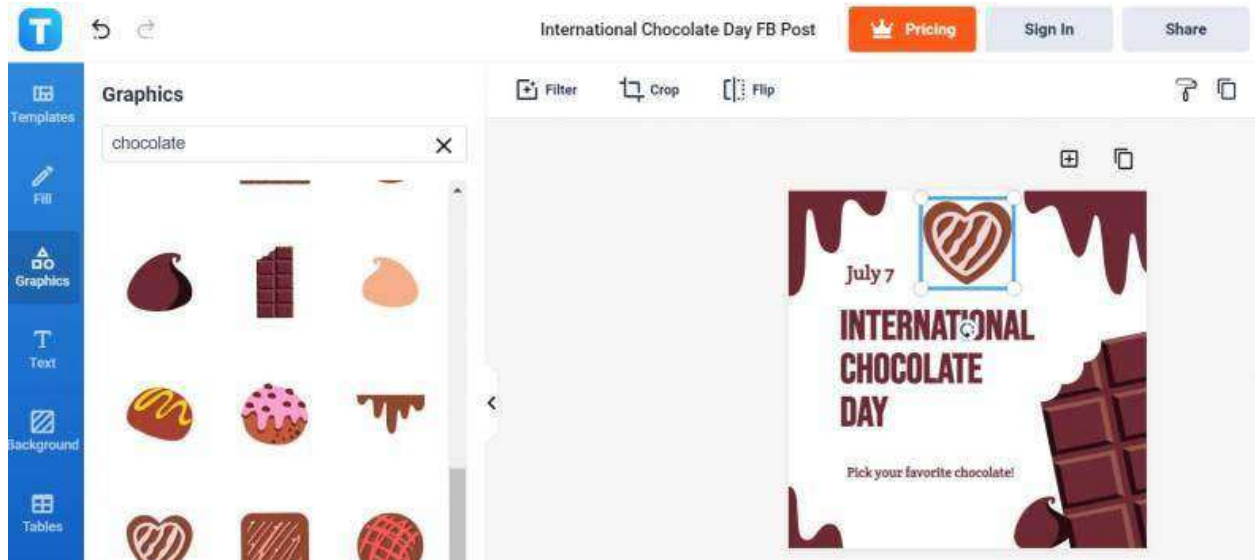 T
International Chocolate Day FB Post
Pricing
Sign In
Share
Templates
Fill
Graphics
Text
Background
Tables
Graphics
chocolate
Filter
Crop
Flip
July 7
INTERNATIONAL
CHOCOLATE
DAY
Pick your favorite chocolate!